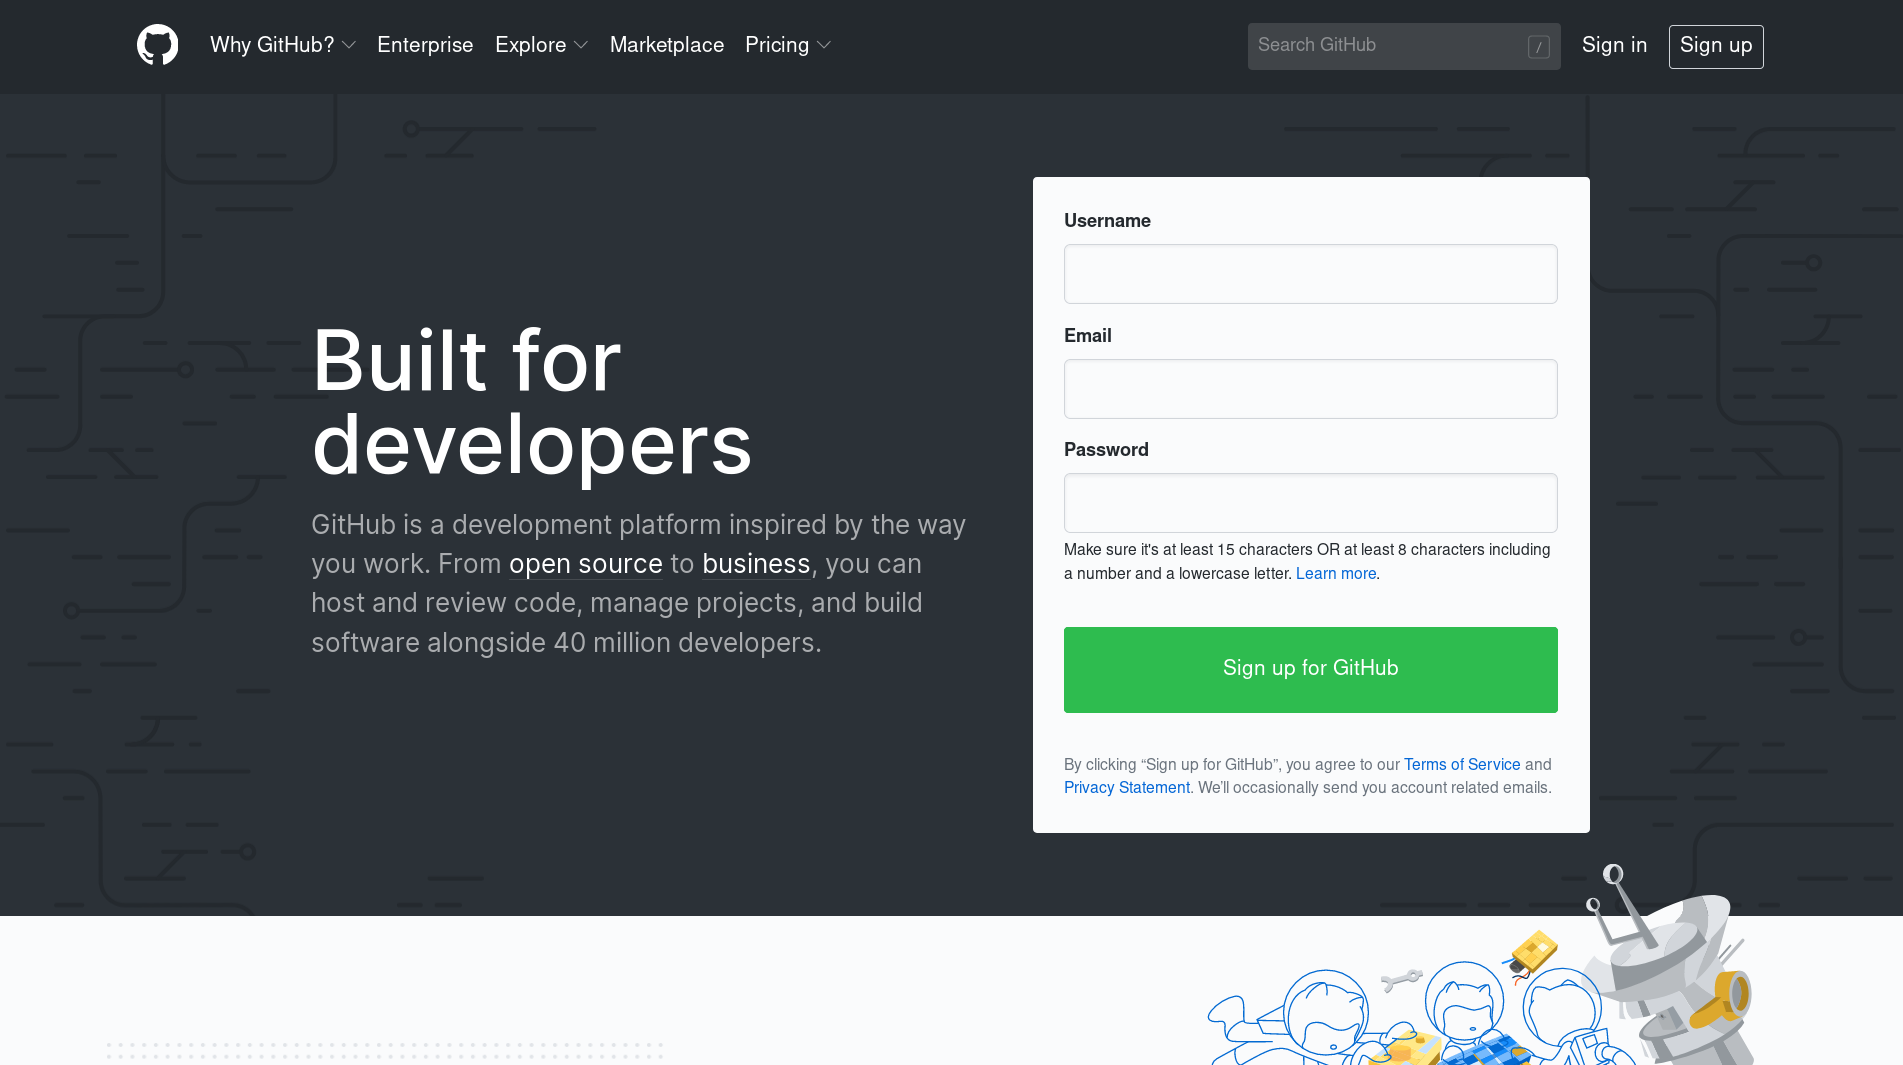 Why GitHub?
Enterprise
Explore
Marketplace
Pricing
Search GitHub
/
Sign in
Sign up
Built for
developers
GitHub is a development platform inspired by the way
you work. From open source to business, you can
host and review code, manage projects, and build
software alongside 40 million developers.
Username
Email
Password
Make sure it's at least 15 characters OR at least 8 characters including
a number and a lowercase letter. Learn more.
Sign up for GitHub
By clicking “Sign up for GitHub”, you agree to our Terms of Service and
Privacy Statement. We’ll occasionally send you account related emails.